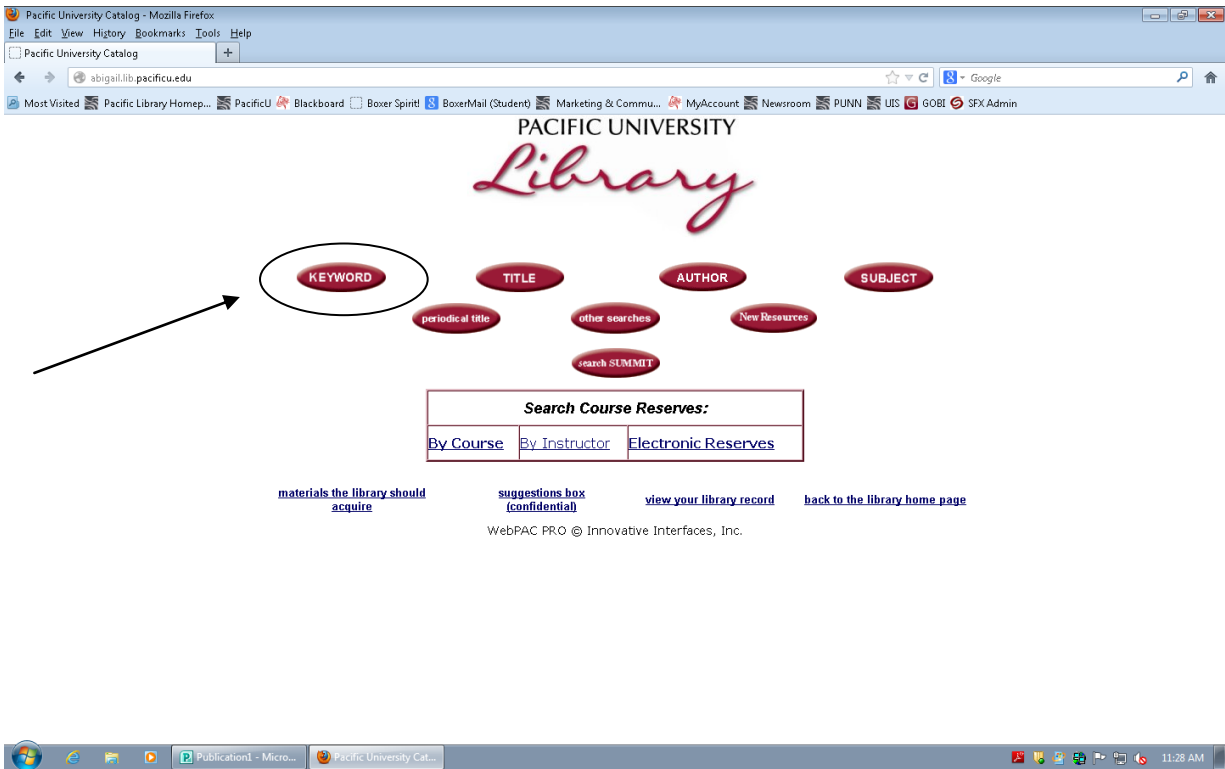 Pacific University Catalog - Mozilla Firefox
File Edit View History Bookmarks Tools Help
Pacific University Catalog +
abigail.lib.pacificu.edu Google
Most Visited Pacific Library Homep... PacificU Blackboard Boxer Spirit! BoxerMail (Student) Marketing & Commu... MyAccount Newsroom PUNN UIS GOBI SFX Admin
PACIFIC UNIVERSITY
Library
KEYWORD TITLE AUTHOR SUBJECT
periodical title other searches New Resources
search SUMMIT
Search Course Reserves:
By Course By Instructor Electronic Reserves
materials the library should acquire suggestions box (confidential) view your library record back to the library home page
WebPAC PRO © Innovative Interfaces, Inc.
Publication1 - Micro... Pacific University Cat... 11:28 AM